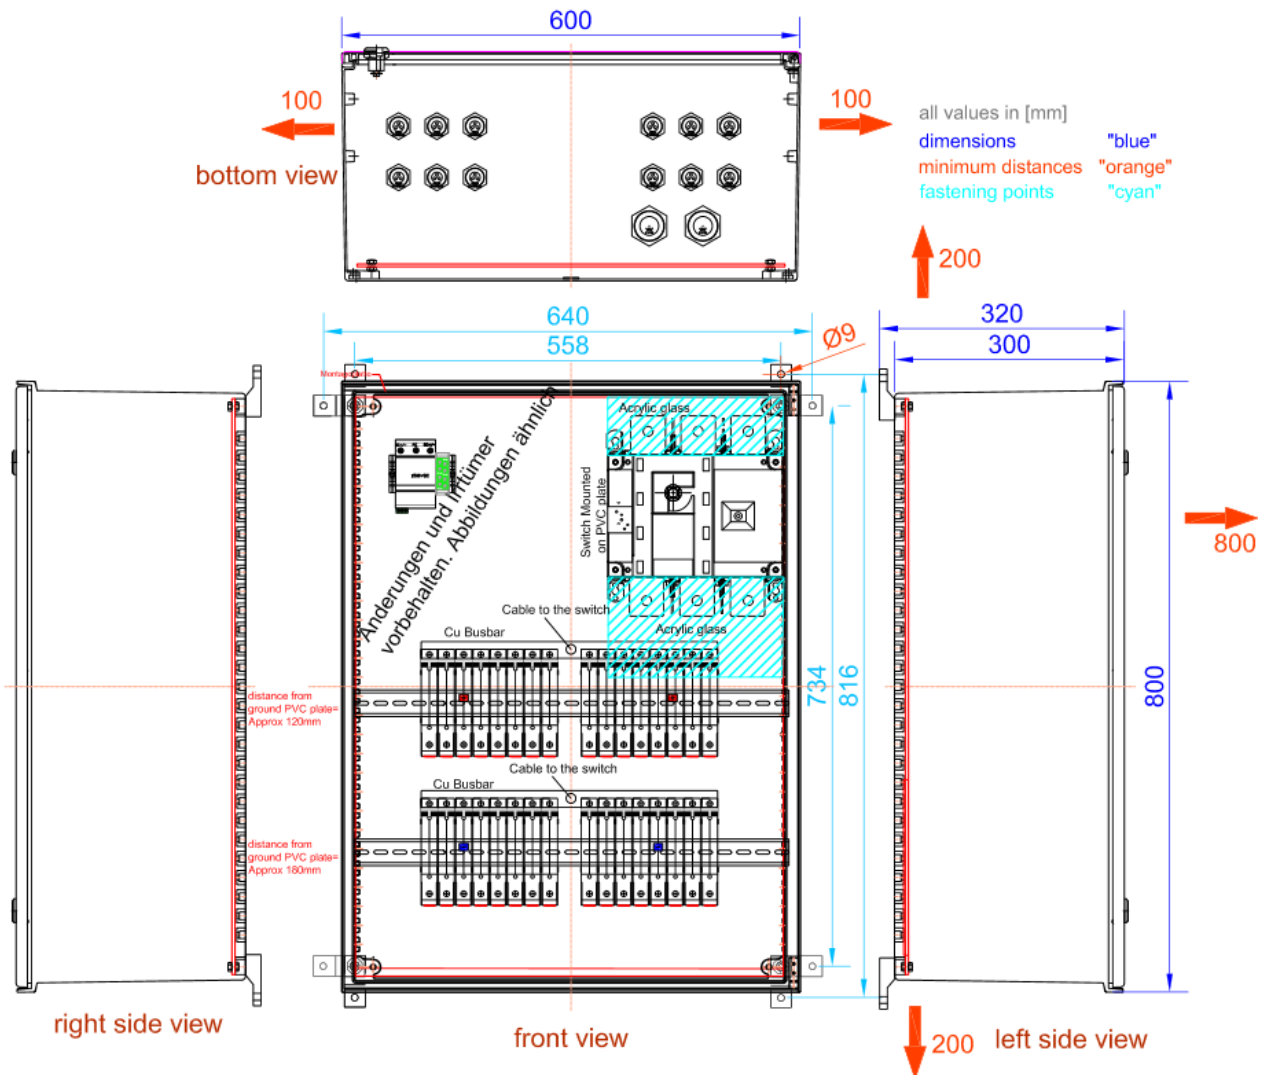 600
100
100
bottom view
all values in [mm]
dimensions "blue"
minimum distances "orange"
fastening points "cyan"
200
640
558
Ø9
320
300
Acrylic glass
Änderungen und Irrtümer
vorbehalten. Abbildungen ähnlich
Switch Mounted
on PVC plate
800
Cable to the switch
Cu Busbar
Acrylic glass
734
816
800
distance from
ground PVC plate=
Approx 120mm
Cable to the switch
Cu Busbar
distance from
ground PVC plate=
Approx 180mm
right side view
front view
200
left side view